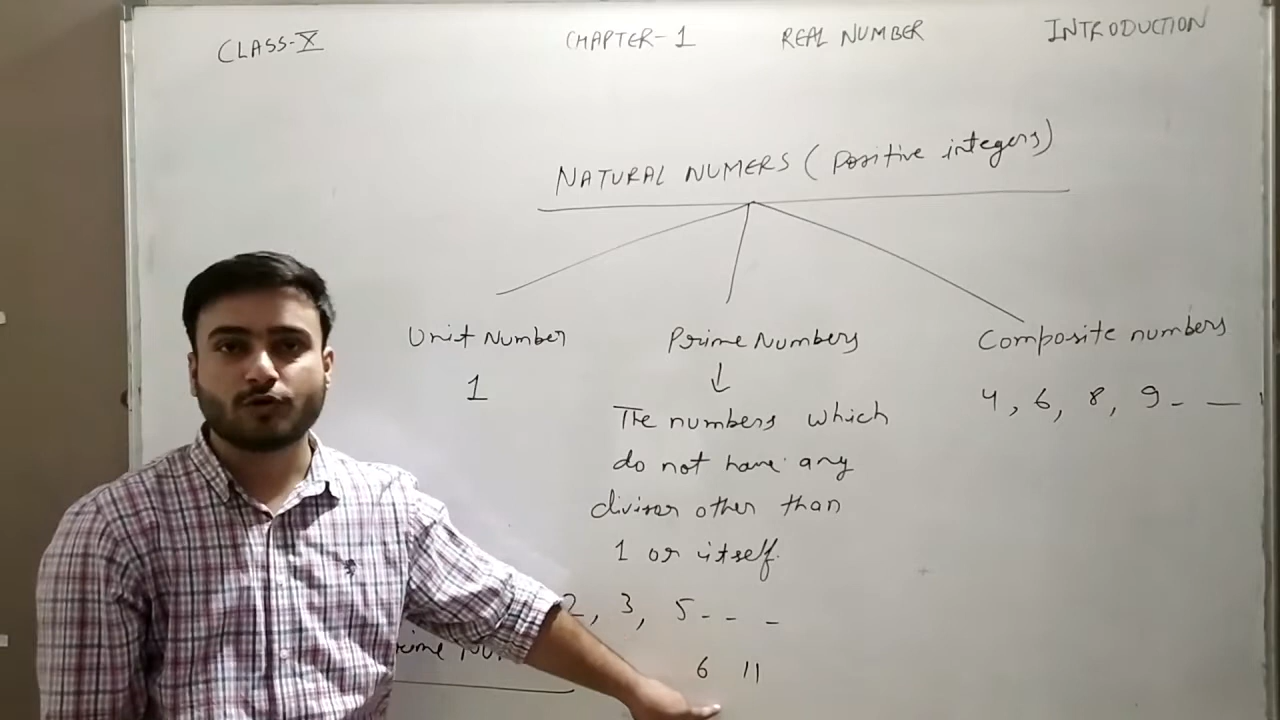 CLASS-X CHAPTER-1 REAL NUMBER INTRODUCTION
NATURAL NUMERS (Positive integers)
Unit Number
1
Prime Numbers
↓
The numbers which
do not have any
divisor other than
1 or itself.
2, 3, 5 - - -
6 11
Composite numbers
4, 6, 8, 9 - —